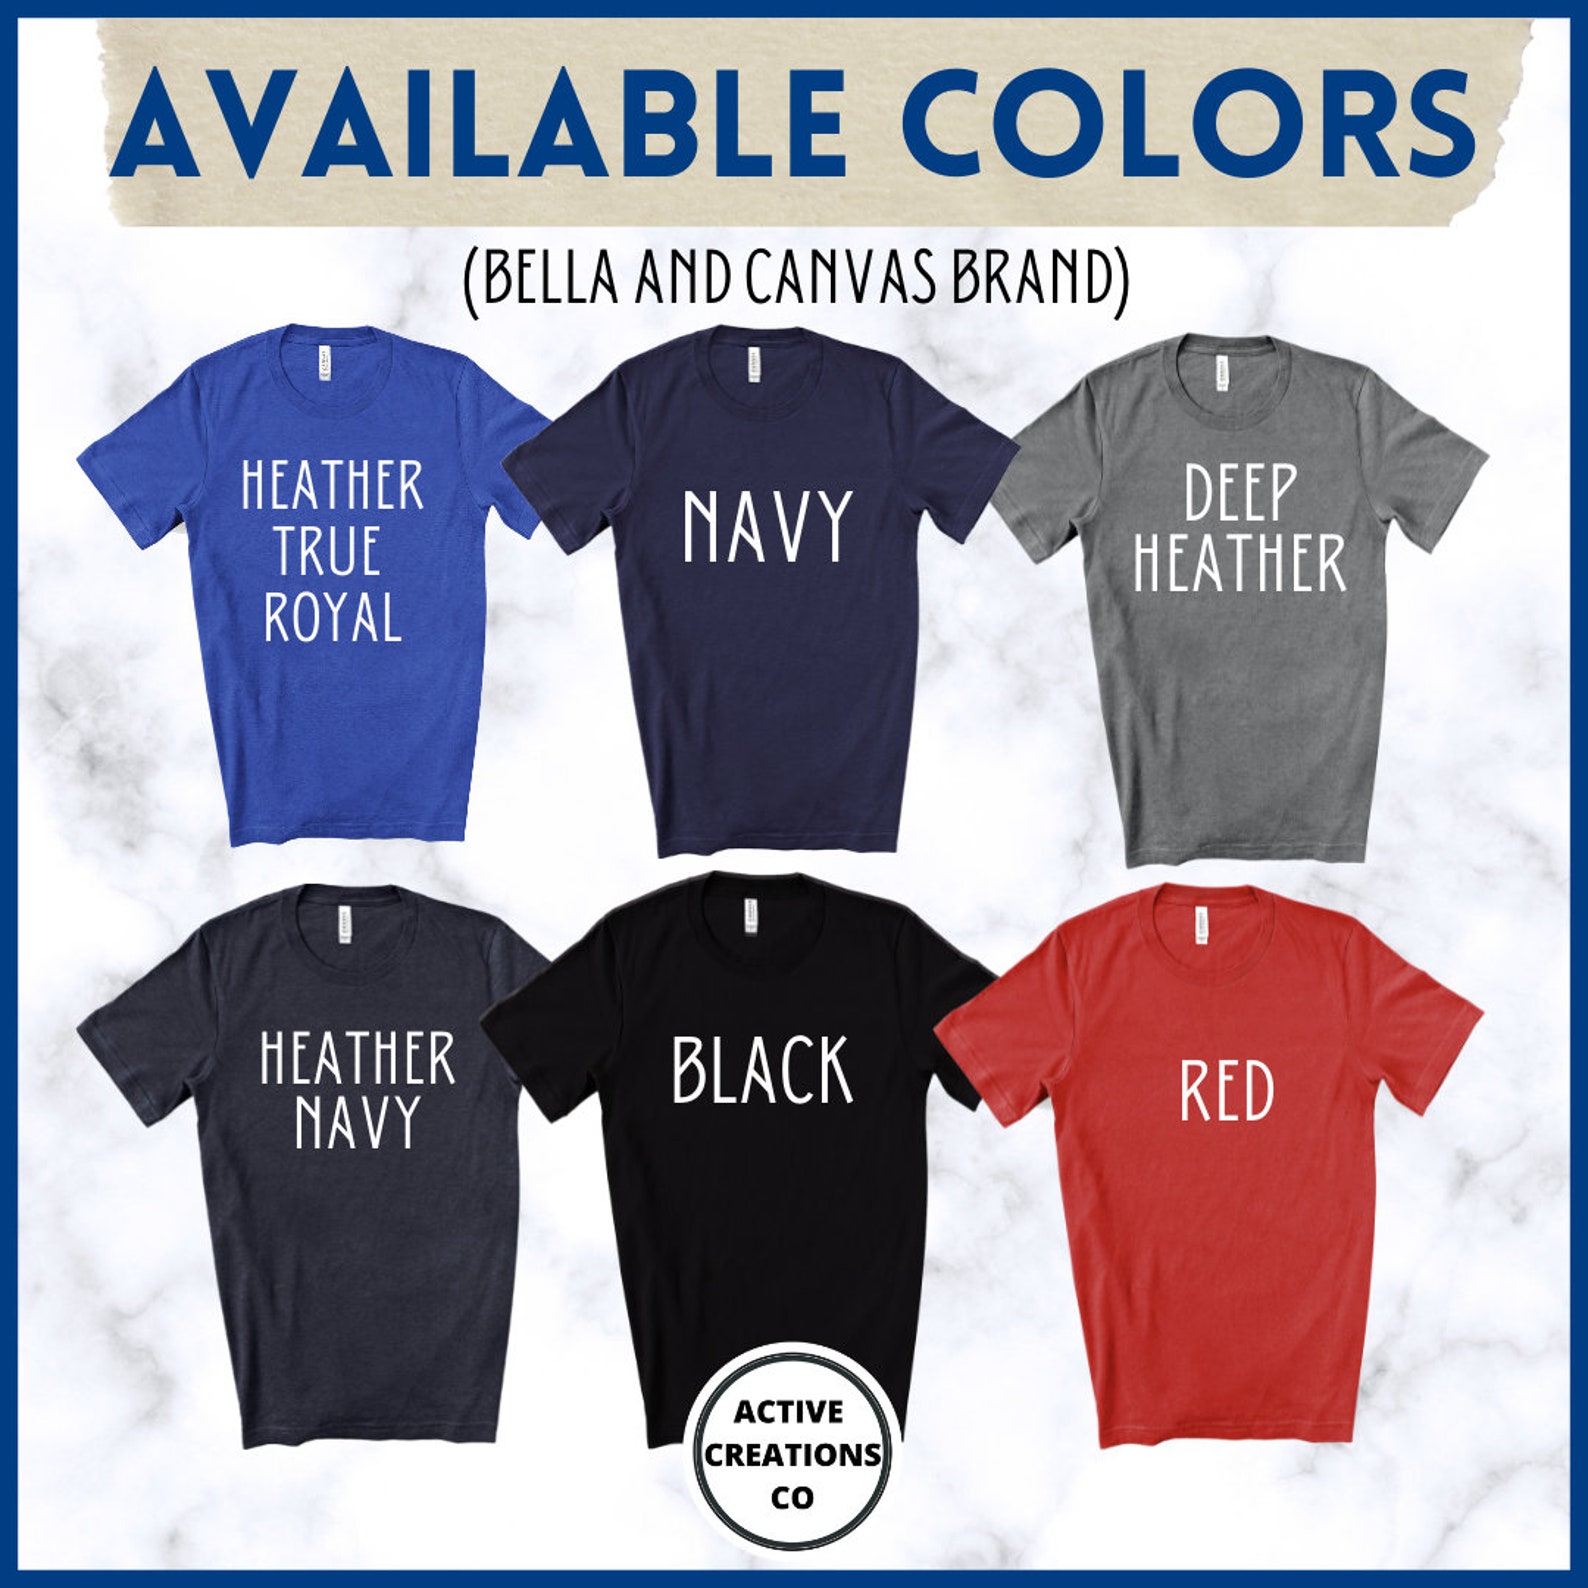 AVAILABLE COLORS
(BELLA AND CANVAS BRAND)
HEATHER
TRUE
ROYAL
NAVY
DEEP
HEATHER
HEATHER
NAVY
BLACK
RED
ACTIVE
CREATIONS
CO